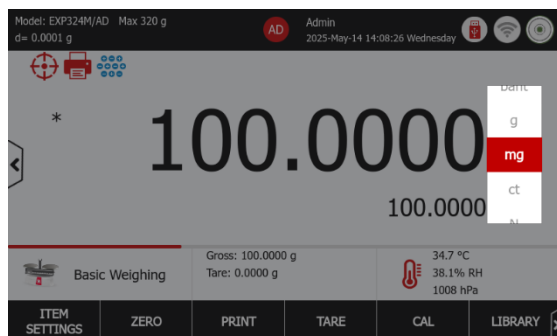 Model: EXP324M/AD Max 320 g
d= 0.0001 g
AD
Admin
2025-May-14 14:08:26 Wednesday
*
100.0000
g
mg
ct
N
100.0000
Basic Weighing
Gross: 100.0000 g
Tare: 0.0000 g
34.7 °C
38.1% RH
1008 hPa
ITEM
SETTINGS
ZERO
PRINT
TARE
CAL
LIBRARY